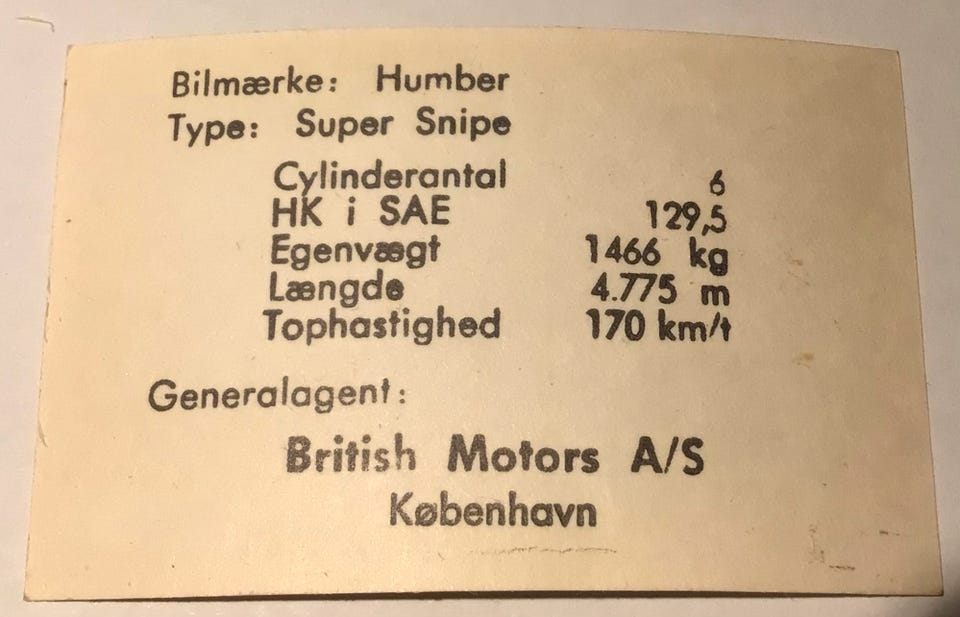 Bilmærke: Humber
Type: Super Snipe
Cylinderantal 6
HK i SAE 129,5
Egenvægt 1466 kg
Længde 4.775 m
Tophastighed 170 km/t
Generalagent:
British Motors A/S
København